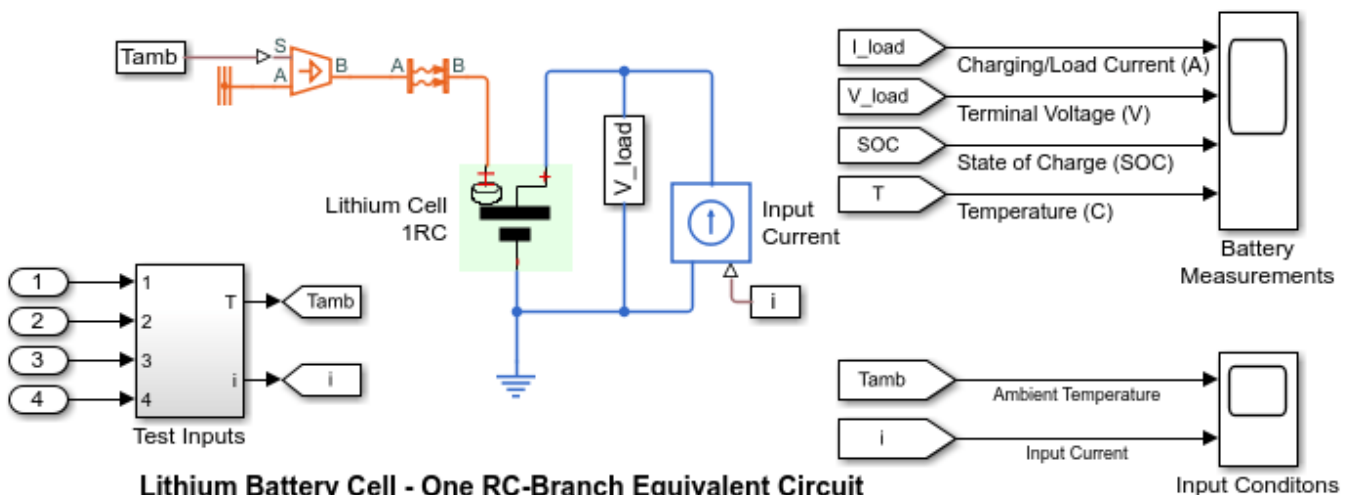 Tamb
S
A
B
A
B
I_load
Charging/Load Current (A)
V_load
Terminal Voltage (V)
SOC
State of Charge (SOC)
T
Temperature (C)
Battery
Measurements
V_load
Lithium Cell
1RC
+
Input
Current
i
1
2
3
4
1
2
3
4
T
i
Tamb
i
Test Inputs
Tamb
Ambient Temperature
i
Input Current
Input Conditons
Lithium Battery Cell - One RC-Branch Equivalent Circuit